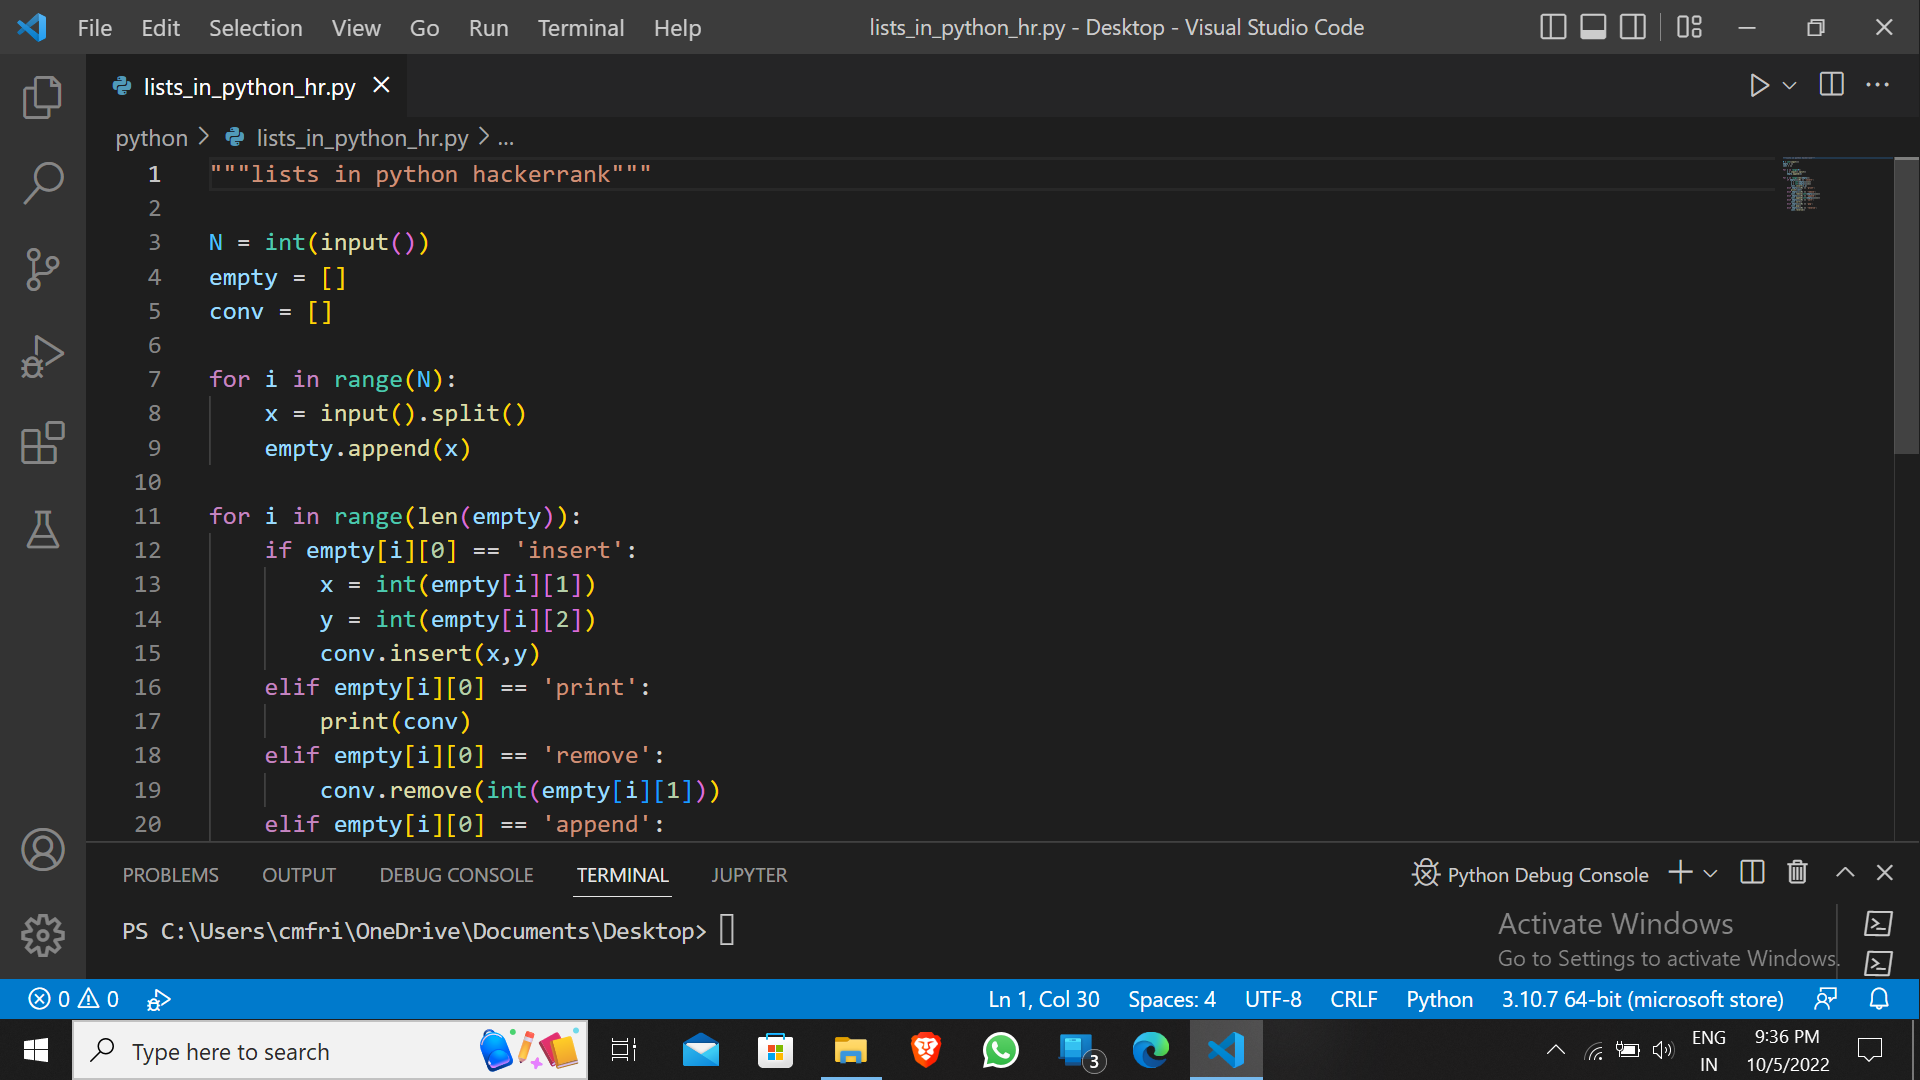 File Edit Selection View Go Run Terminal Help lists_in_python_hr.py - Desktop - Visual Studio Code
lists_in_python_hr.py
python > lists_in_python_hr.py > ...
1 """lists in python hackerrank"""
2
3 N = int(input())
4 empty = []
5 conv = []
6
7 for i in range(N):
8     x = input().split()
9     empty.append(x)
10
11 for i in range(len(empty)):
12     if empty[i][0] == 'insert':
13         x = int(empty[i][1])
14         y = int(empty[i][2])
15         conv.insert(x,y)
16     elif empty[i][0] == 'print':
17         print(conv)
18     elif empty[i][0] == 'remove':
19         conv.remove(int(empty[i][1]))
20     elif empty[i][0] == 'append':
PROBLEMS OUTPUT DEBUG CONSOLE TERMINAL JUPYTER Python Debug Console
PS C:\Users\cmfri\OneDrive\Documents\Desktop>
Activate Windows
Go to Settings to activate Windows.
0 0 Ln 1, Col 30 Spaces: 4 UTF-8 CRLF Python 3.10.7 64-bit (microsoft store)
Type here to search 3
ENG
IN
9:36 PM
10/5/2022